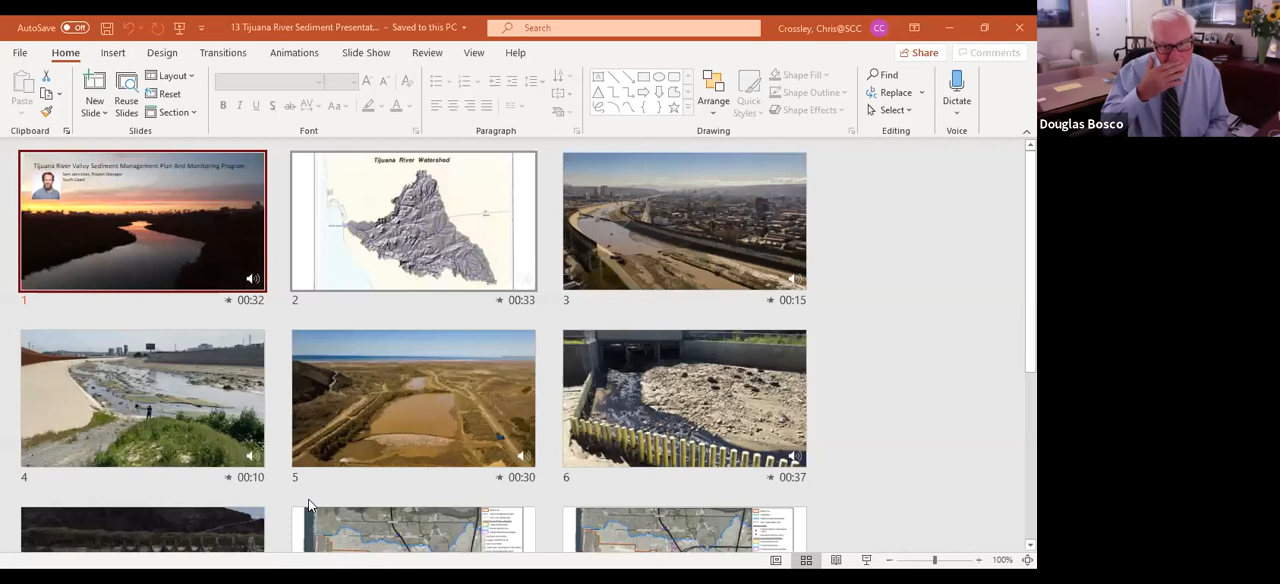 AutoSave Off 13 Tijuana River Sediment Presentat... - Saved to this PC Search Crossley, Chris@SCC CC
File Home Insert Design Transitions Animations Slide Show Review View Help Share Comments
Paste New Slide Reuse Slides Layout Reset Section Arrange Quick Styles Shape Fill Shape Outline Shape Effects Find Replace Select Dictate
Clipboard Slides Font Paragraph Drawing Editing Voice
Douglas Bosco
Tijuana River Valley Sediment Management Plan And Monitoring Program
Tijuana River Watershed
1 00:32 2 00:33 3 00:15
4 00:10 5 00:30 6 00:37
100%